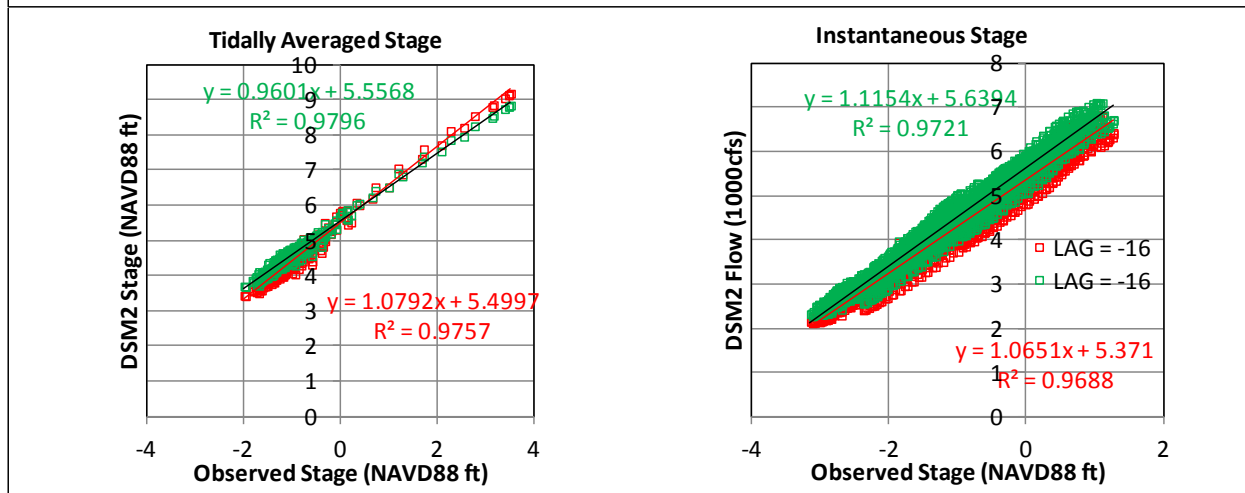 Tidally Averaged Stage
10
y = 0.9601x + 5.5568
9
R² = 0.9796
8
7
6
5
4
3
y = 1.0792x + 5.4997
2
R² = 0.9757
1
0
-4 -2 0 2 4
DSM2 Stage (NAVD88 ft)
Observed Stage (NAVD88 ft)
Instantaneous Stage
8
y = 1.1154x + 5.6394
7
R² = 0.9721
6
5
4
LAG = -16
3
LAG = -16
2
y = 1.0651x + 5.371
1
R² = 0.9688
0
-4 -2 0 2
DSM2 Flow (1000cfs)
Observed Stage (NAVD88 ft)